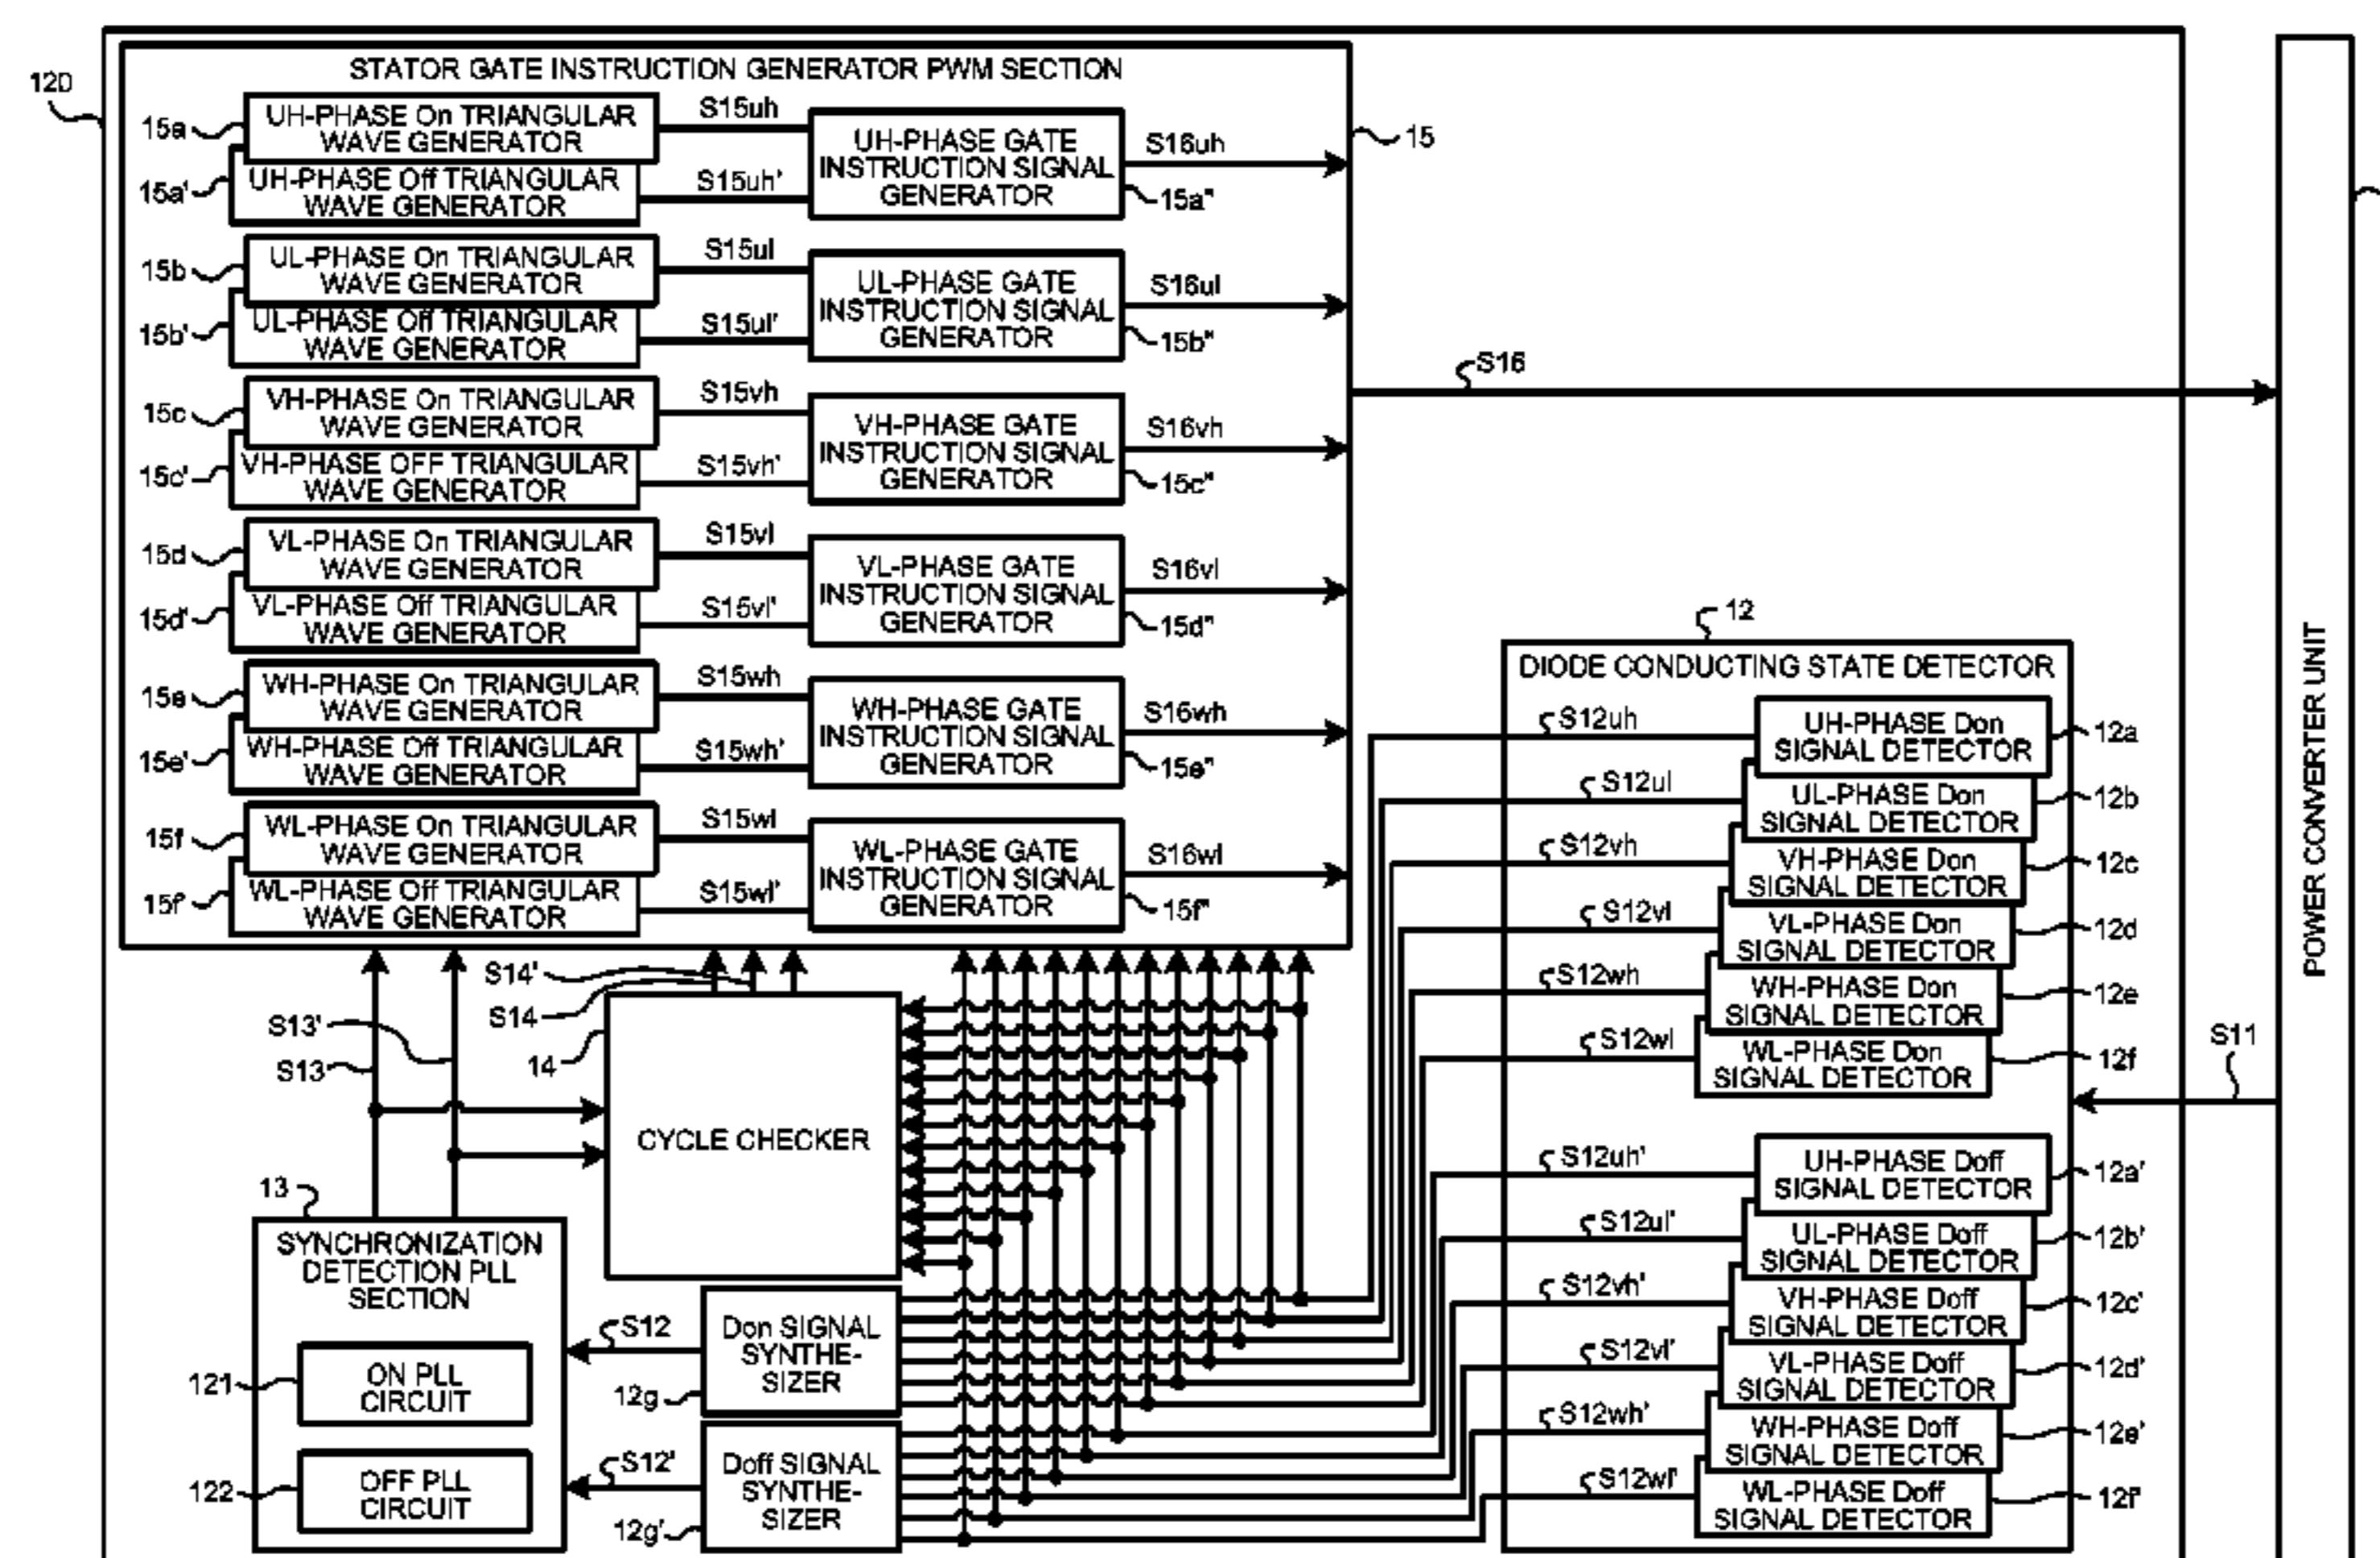 120
STATOR GATE INSTRUCTION GENERATOR PWM SECTION
15
15a
UH-PHASE On TRIANGULAR
WAVE GENERATOR
S15uh
15a'
UH-PHASE Off TRIANGULAR
WAVE GENERATOR
S15uh'
UH-PHASE GATE
INSTRUCTION SIGNAL
GENERATOR
S16uh
15a"
15b
UL-PHASE On TRIANGULAR
WAVE GENERATOR
S15ul
15b'
UL-PHASE Off TRIANGULAR
WAVE GENERATOR
S15ul'
UL-PHASE GATE
INSTRUCTION SIGNAL
GENERATOR
S16ul
15b"
S16
15c
VH-PHASE On TRIANGULAR
WAVE GENERATOR
S15vh
15c'
VH-PHASE OFF TRIANGULAR
WAVE GENERATOR
S15vh'
VH-PHASE GATE
INSTRUCTION SIGNAL
GENERATOR
S16vh
15c"
15d
VL-PHASE On TRIANGULAR
WAVE GENERATOR
S15vl
15d'
VL-PHASE Off TRIANGULAR
WAVE GENERATOR
S15vl'
VL-PHASE GATE
INSTRUCTION SIGNAL
GENERATOR
S16vl
15d"
15e
WH-PHASE On TRIANGULAR
WAVE GENERATOR
S15wh
15e'
WH-PHASE Off TRIANGULAR
WAVE GENERATOR
S15wh'
WH-PHASE GATE
INSTRUCTION SIGNAL
GENERATOR
S16wh
15e"
15f
WL-PHASE On TRIANGULAR
WAVE GENERATOR
S15wl
15f'
WL-PHASE Off TRIANGULAR
WAVE GENERATOR
S15wl'
WL-PHASE GATE
INSTRUCTION SIGNAL
GENERATOR
S16wl
15f"
12
DIODE CONDUCTING STATE DETECTOR
S12uh
UH-PHASE Don
SIGNAL DETECTOR
12a
S12ul
UL-PHASE Don
SIGNAL DETECTOR
12b
S12vh
VH-PHASE Don
SIGNAL DETECTOR
12c
S12vl
VL-PHASE Don
SIGNAL DETECTOR
12d
S12wh
WH-PHASE Don
SIGNAL DETECTOR
12e
S12wl
WL-PHASE Don
SIGNAL DETECTOR
12f
S11
POWER CONVERTER UNIT
S12uh'
UH-PHASE Doff
SIGNAL DETECTOR
12a'
S12ul'
UL-PHASE Doff
SIGNAL DETECTOR
12b'
S12vh'
VH-PHASE Doff
SIGNAL DETECTOR
12c'
S12vl'
VL-PHASE Doff
SIGNAL DETECTOR
12d'
S12wh'
WH-PHASE Doff
SIGNAL DETECTOR
12e'
S12wl'
WL-PHASE Doff
SIGNAL DETECTOR
12f'
S14'
S14
S13'
S13
14
CYCLE CHECKER
13
SYNCHRONIZATION
DETECTION PLL
SECTION
121
ON PLL
CIRCUIT
122
OFF PLL
CIRCUIT
S12
Don SIGNAL
SYNTHE-
SIZER
12g
S12'
Doff SIGNAL
SYNTHE-
SIZER
12g'